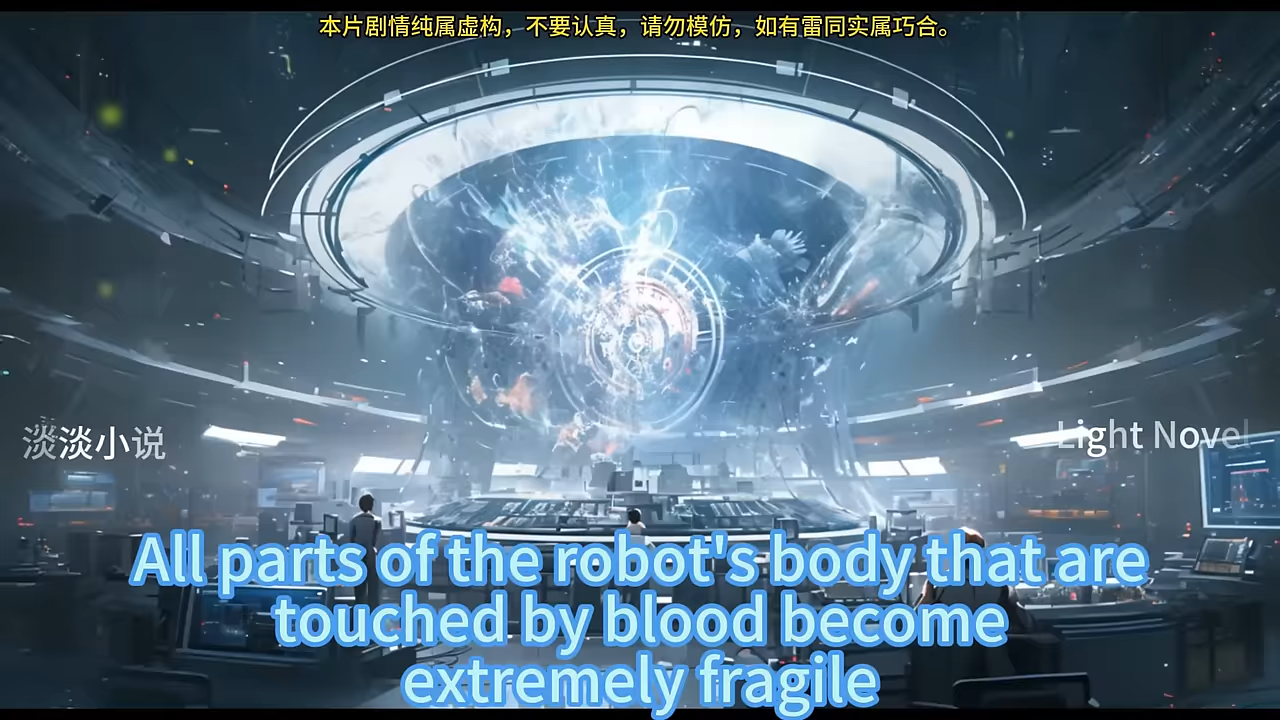 本片剧情纯属虚构，不要认真，请勿模仿，如有雷同实属巧合。
淡淡小说
Light Novel
All parts of the robot's body that are
touched by blood become
extremely fragile